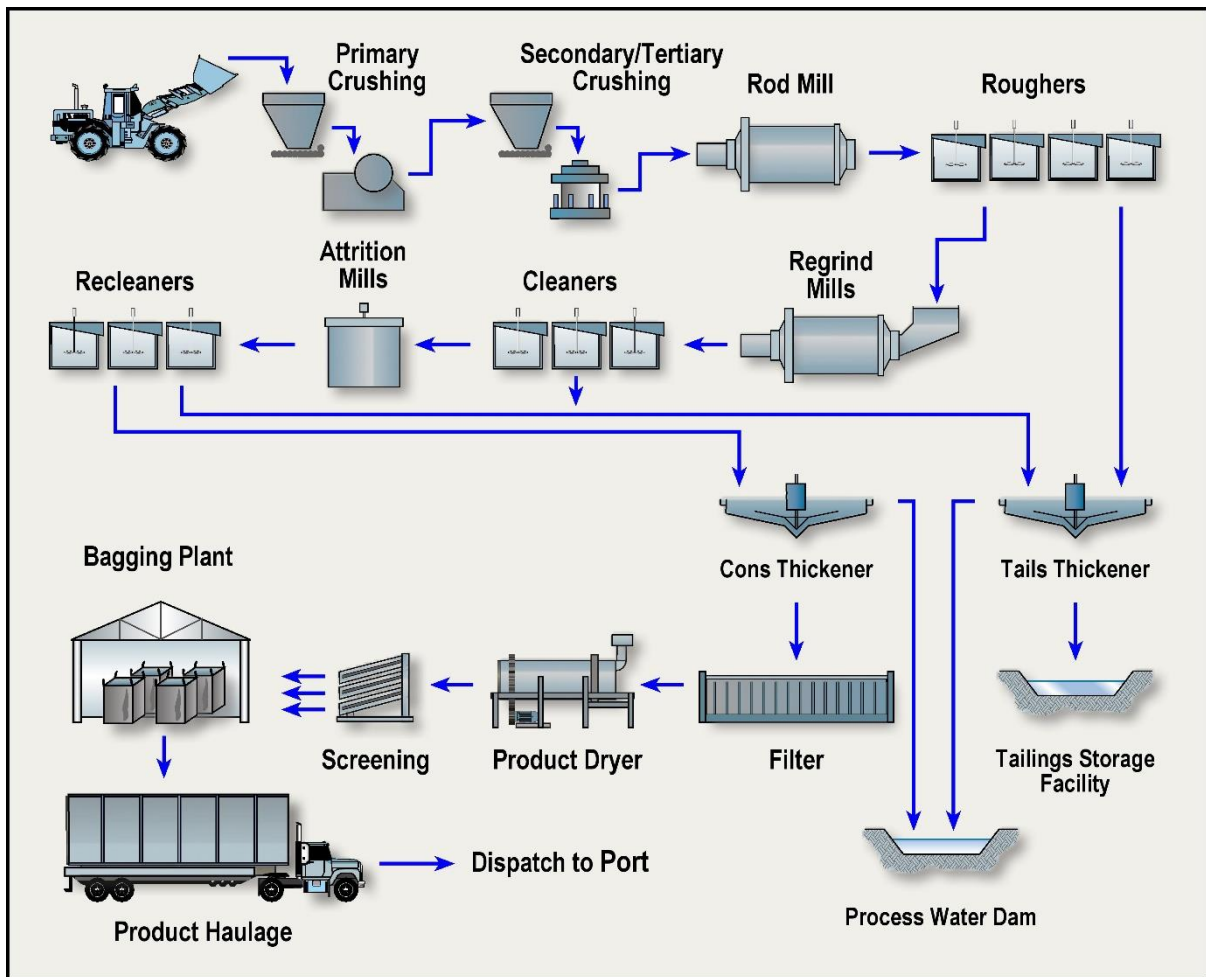 Primary
Crushing
Secondary/Tertiary
Crushing
Rod Mill
Roughers
Recleaners
Attrition
Mills
Cleaners
Regrind
Mills
Cons Thickener
Tails Thickener
Bagging Plant
Screening
Product Dryer
Filter
Tailings Storage
Facility
Product Haulage
Dispatch to Port
Process Water Dam